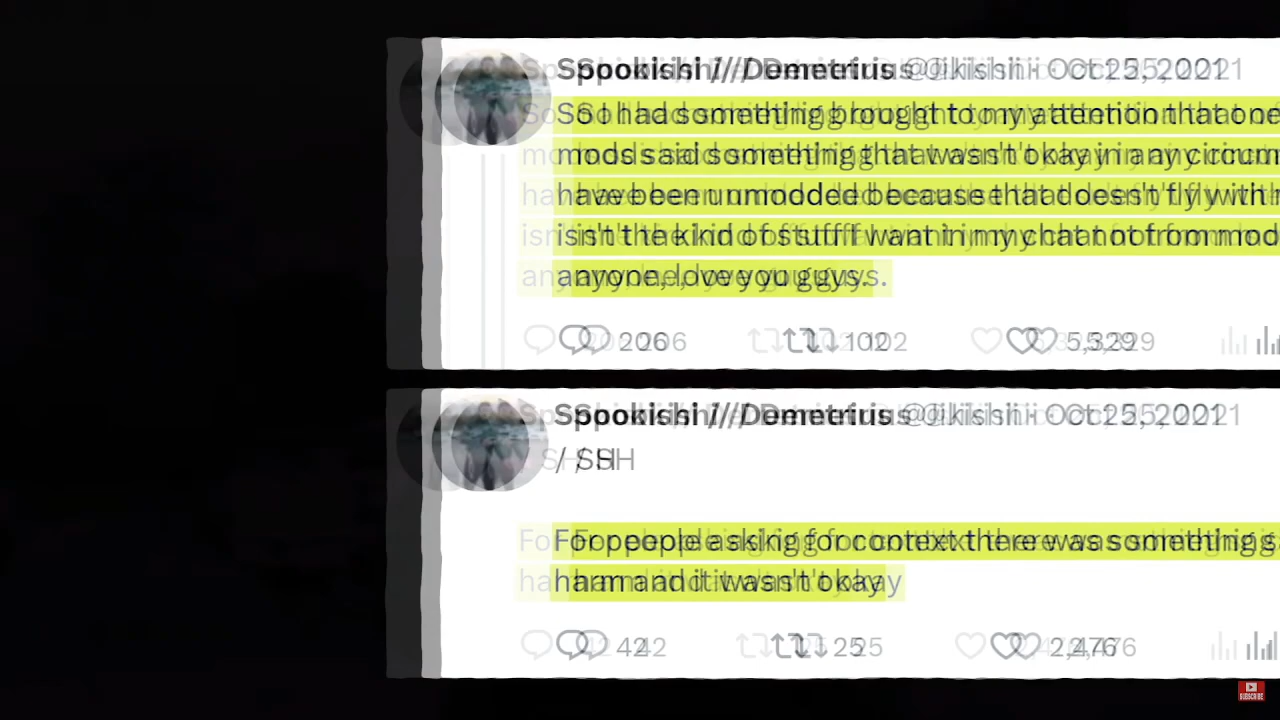 Spookishi /// Demetrius Oct 25, 2021
So I had something brought to my attention that one
mods said something that wasn't okay in any circum
have been unmodded because that doesn't fly with
isn't the kind of stuff I want in my chat not from mod
anyone, love you guys.
206 102 5,329
Spookishi /// Demetrius Oct 25, 2021
/ SH
For people asking for context there was something s
harm and it wasn't okay
42 25 2,476
SUBSCRIBE